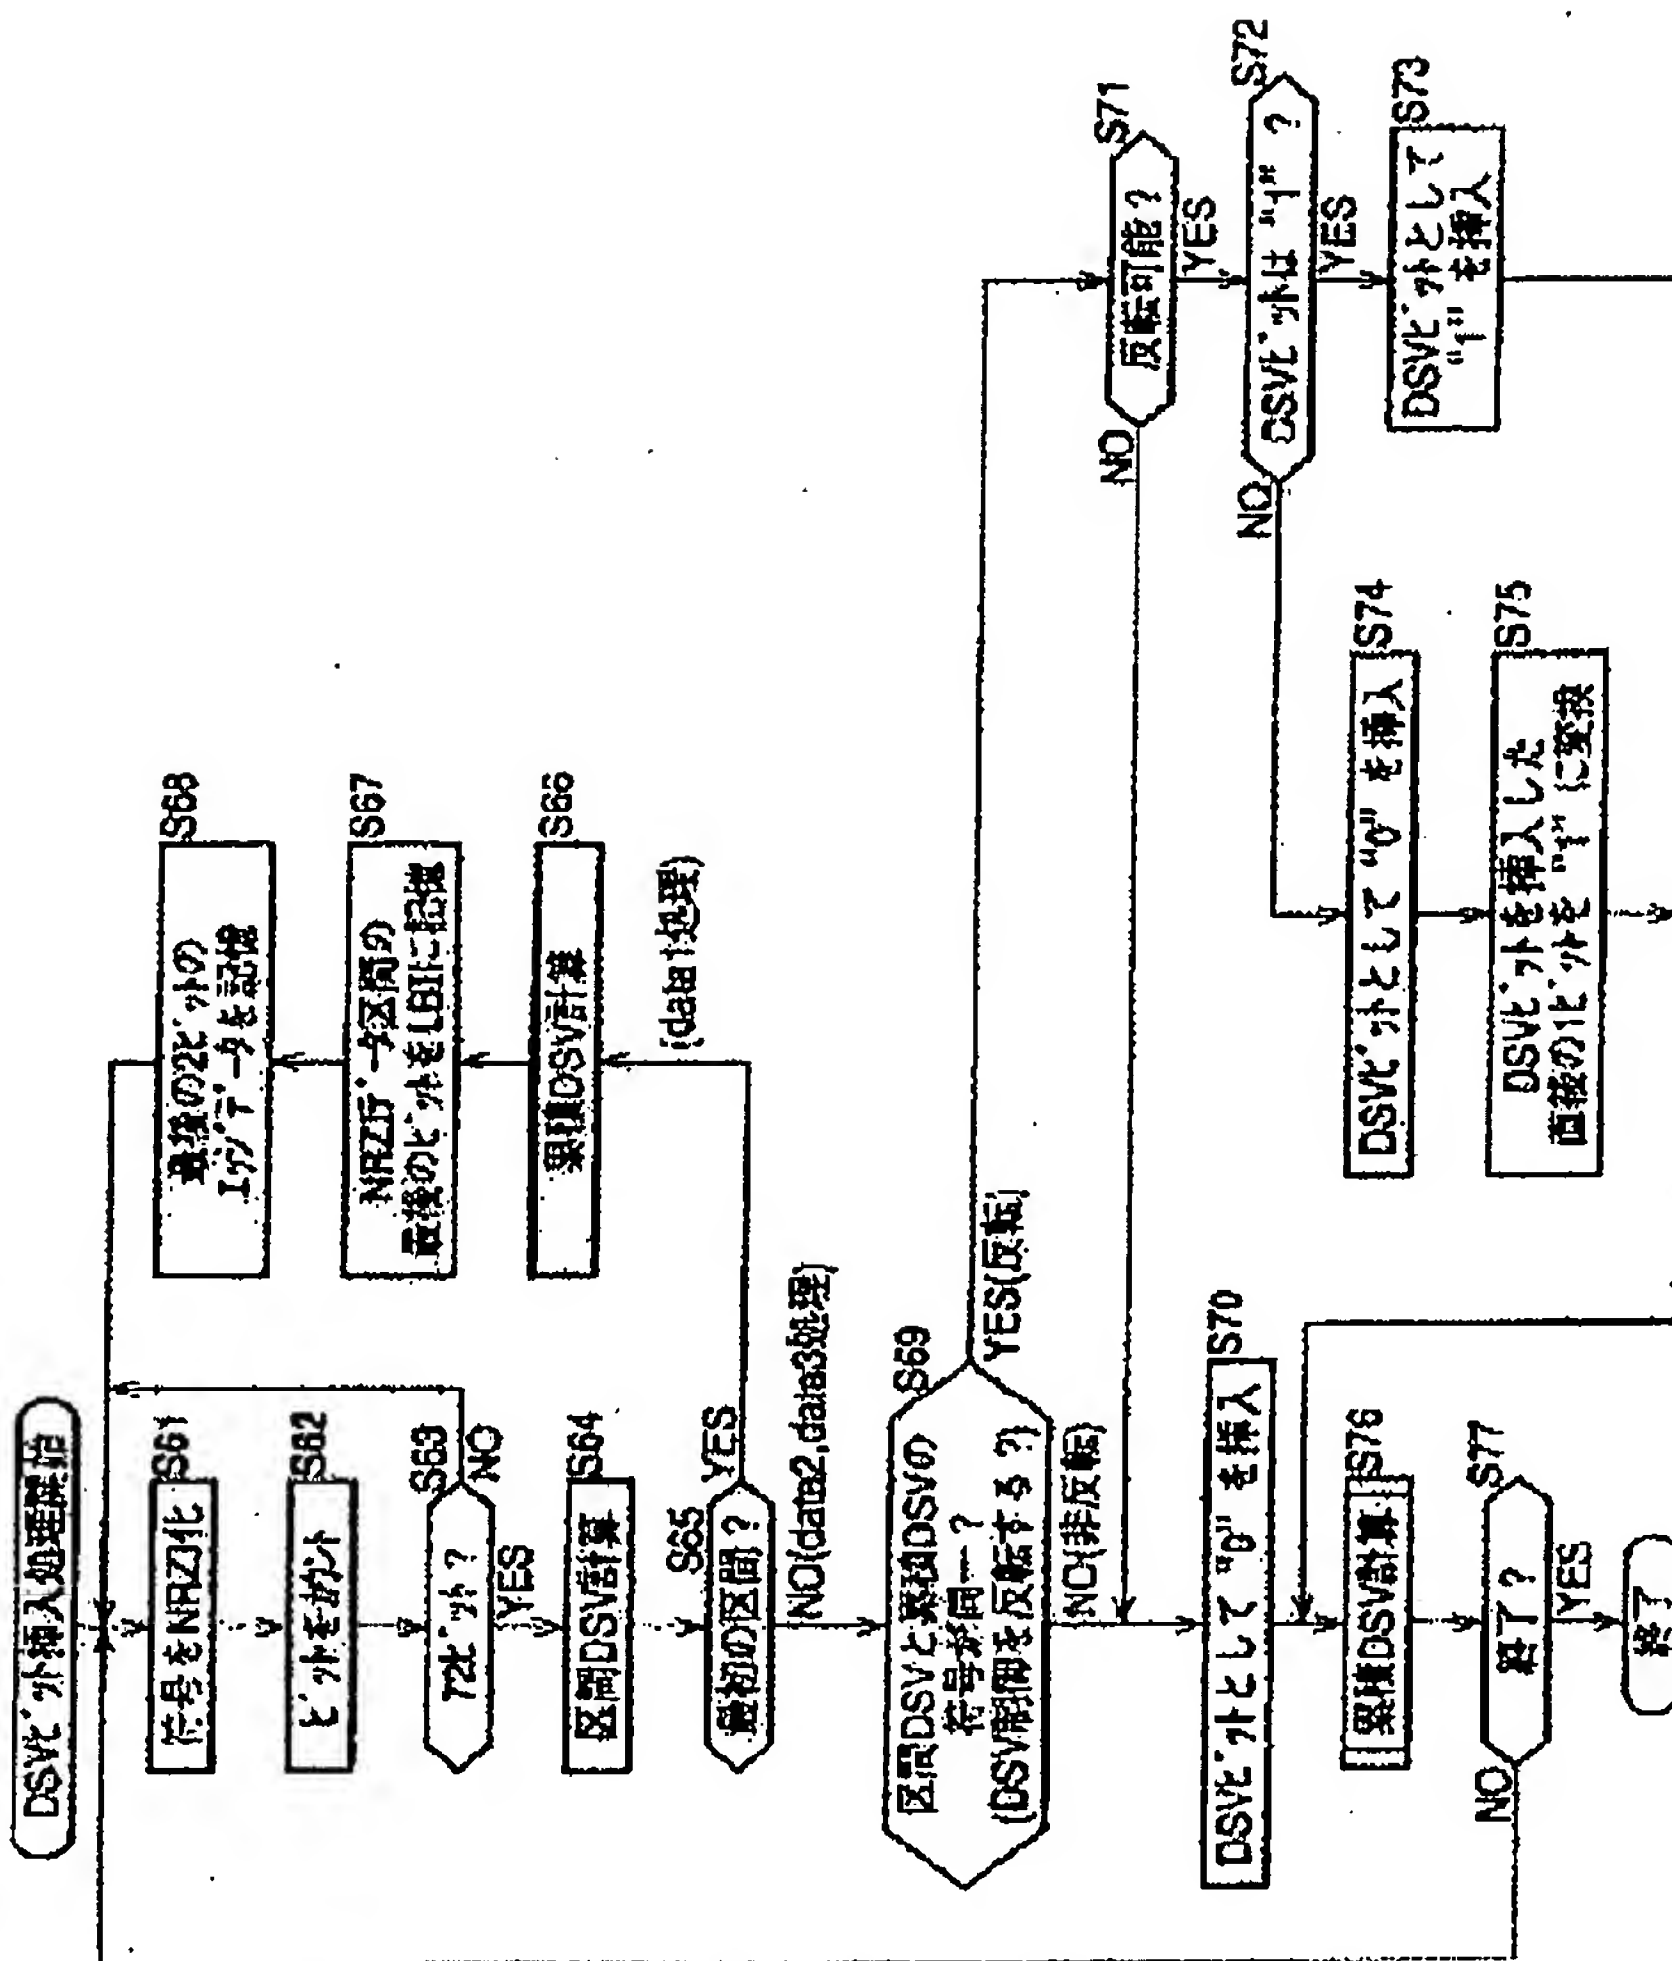 DSVビット挿入処理開始
符号をNRZI化
S61
ビットをカウント
S62
72ビット?
S63
NO
YES
区間DSV計算
S64
最初の区間?
S65
YES
(data1処理)
累積DSV計算
S66
NRZIデータ区間の
最後のビットをLBIに記憶
S67
最後の2ビットの
エッジデータを記憶
S68
NO(data2,data3処理)
区間DSVと累積DSVの
符号が同一?
(DSV期間を反転する?)
S69
YES(反転)
NO(非反転)
DSVビットとして "0" を挿入
S70
反転可能?
S71
NO
YES
DSVビットは "1" ?
S72
NO
YES
DSVビットとして
"1" を挿入
S73
DSVビットとして "0" を挿入
S74
DSVビットを挿入した
直後の1ビットを "1" に変換
S75
累積DSV計算
S76
終了?
S77
NO
YES
終了